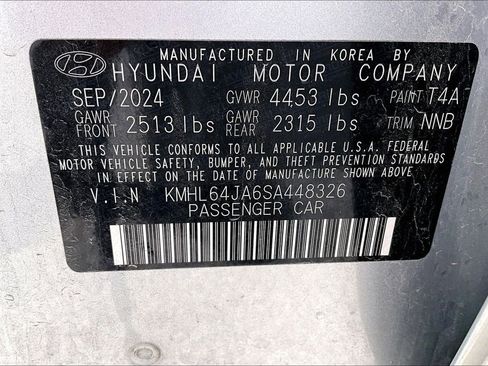 MANUFACTURED IN KOREA BY
HYUNDAI MOTOR COMPANY
SEP/2024 GVWR 4453 lbs PAINT T4A
GAWR FRONT 2513 lbs GAWR REAR 2315 lbs TRIM NNB
THIS VEHICLE CONFORMS TO ALL APPLICABLE U.S.A. FEDERAL
MOTOR VEHICLE SAFETY, BUMPER, AND THEFT PREVENTION STANDARDS
IN EFFECT ON THE DATE OF MANUFACTURE SHOWN ABOVE.
V.I.N KMHL64JA6SA448326
PASSENGER CAR